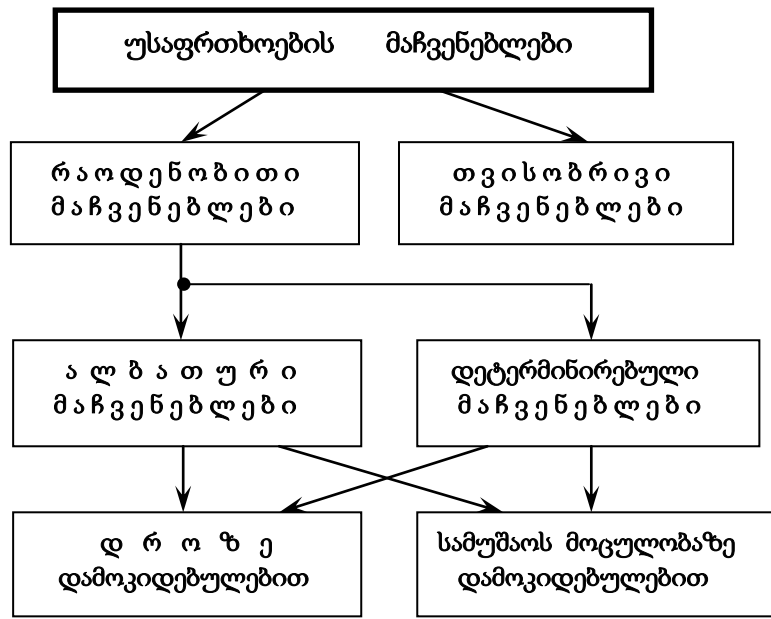 უსაფრთხოების მაჩვენებლები
რაოდენობითი
მაჩვენებლები
თვისობრივი
მაჩვენებლები
ალბათური
მაჩვენებლები
დეტერმინირებული
მაჩვენებლები
დროზე
დამოკიდებულებით
სამუშაოს მოცულობაზე
დამოკიდებულებით